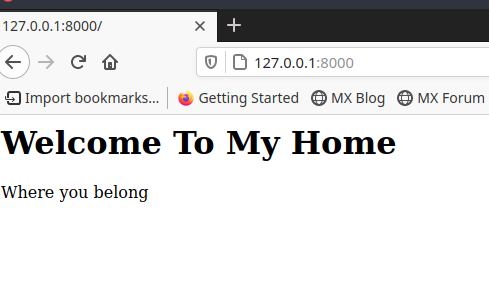 127.0.0.1:8000/
127.0.0.1:8000
Import bookmarks... Getting Started MX Blog MX Forum
Welcome To My Home
Where you belong